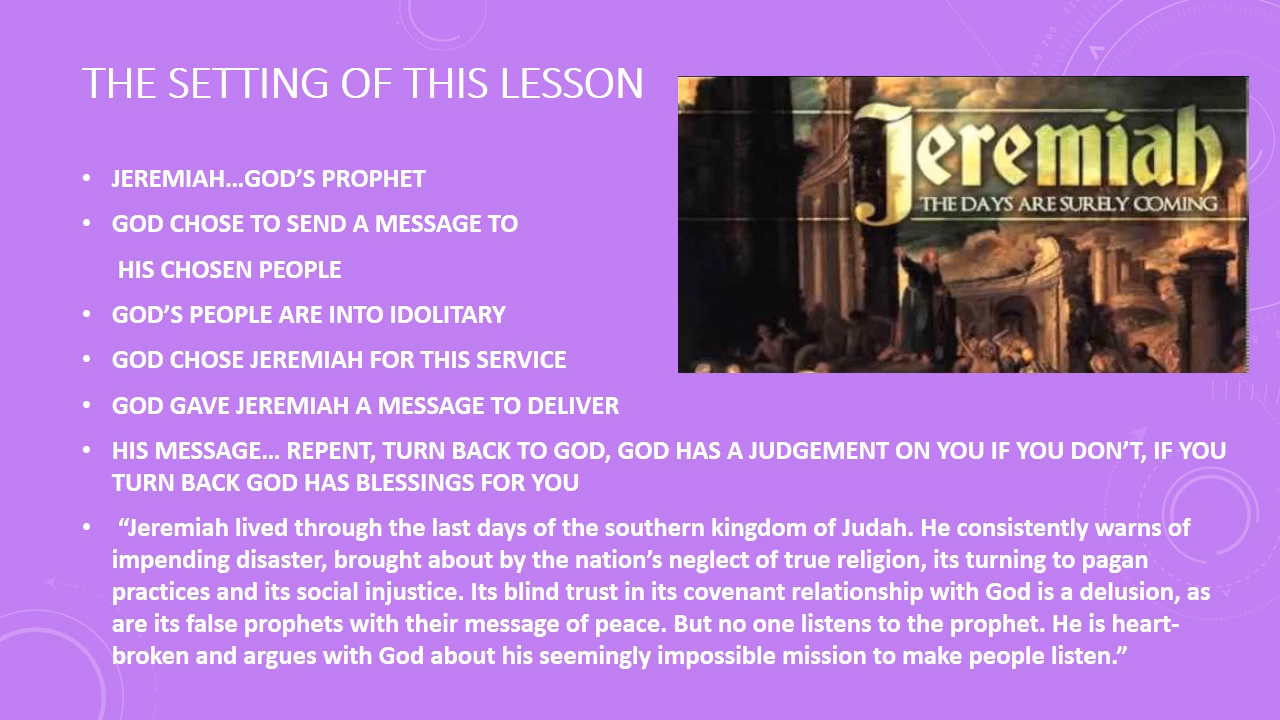 THE SETTING OF THIS LESSON
Jeremiah
THE DAYS ARE SURELY COMING
• JEREMIAH…GOD’S PROPHET
• GOD CHOSE TO SEND A MESSAGE TO
HIS CHOSEN PEOPLE
• GOD’S PEOPLE ARE INTO IDOLITARY
• GOD CHOSE JEREMIAH FOR THIS SERVICE
• GOD GAVE JEREMIAH A MESSAGE TO DELIVER
• HIS MESSAGE… REPENT, TURN BACK TO GOD, GOD HAS A JUDGEMENT ON YOU IF YOU DON’T, IF YOU
TURN BACK GOD HAS BLESSINGS FOR YOU
• “Jeremiah lived through the last days of the southern kingdom of Judah. He consistently warns of
impending disaster, brought about by the nation’s neglect of true religion, its turning to pagan
practices and its social injustice. Its blind trust in its covenant relationship with God is a delusion, as
are its false prophets with their message of peace. But no one listens to the prophet. He is heart-
broken and argues with God about his seemingly impossible mission to make people listen.”